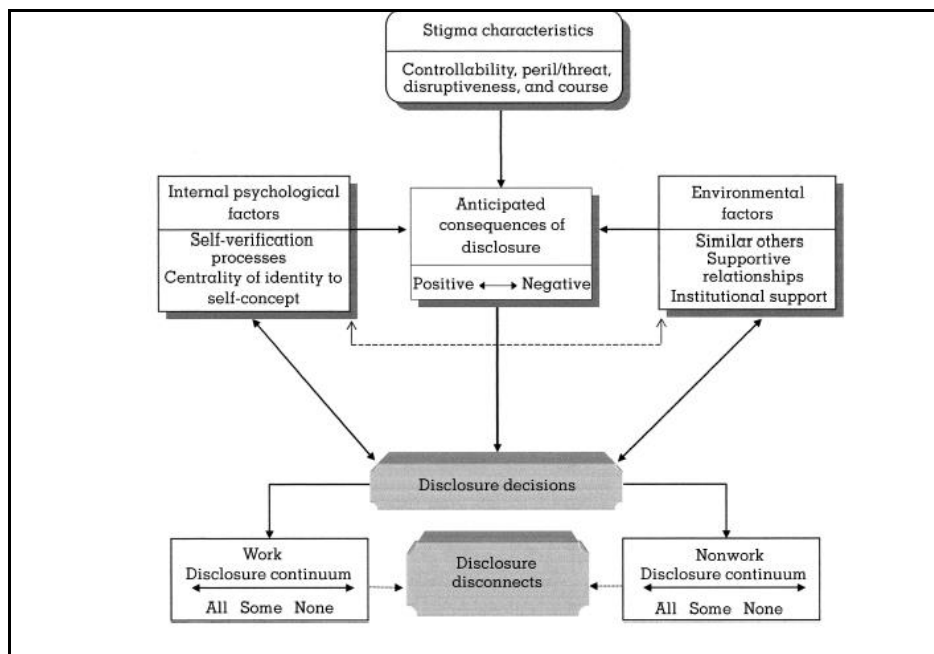 Stigma characteristics
Controllability, peril/threat,
disruptiveness, and course
Internal psychological
factors
Self-verification
processes
Centrality of identity to
self-concept
Anticipated
consequences of
disclosure
Positive
Negative
Environmental
factors
Similar others
Supportive
relationships
Institutional support
Disclosure decisions
Work
Disclosure continuum
All Some None
Disclosure
disconnects
Nonwork
Disclosure continuum
All Some None